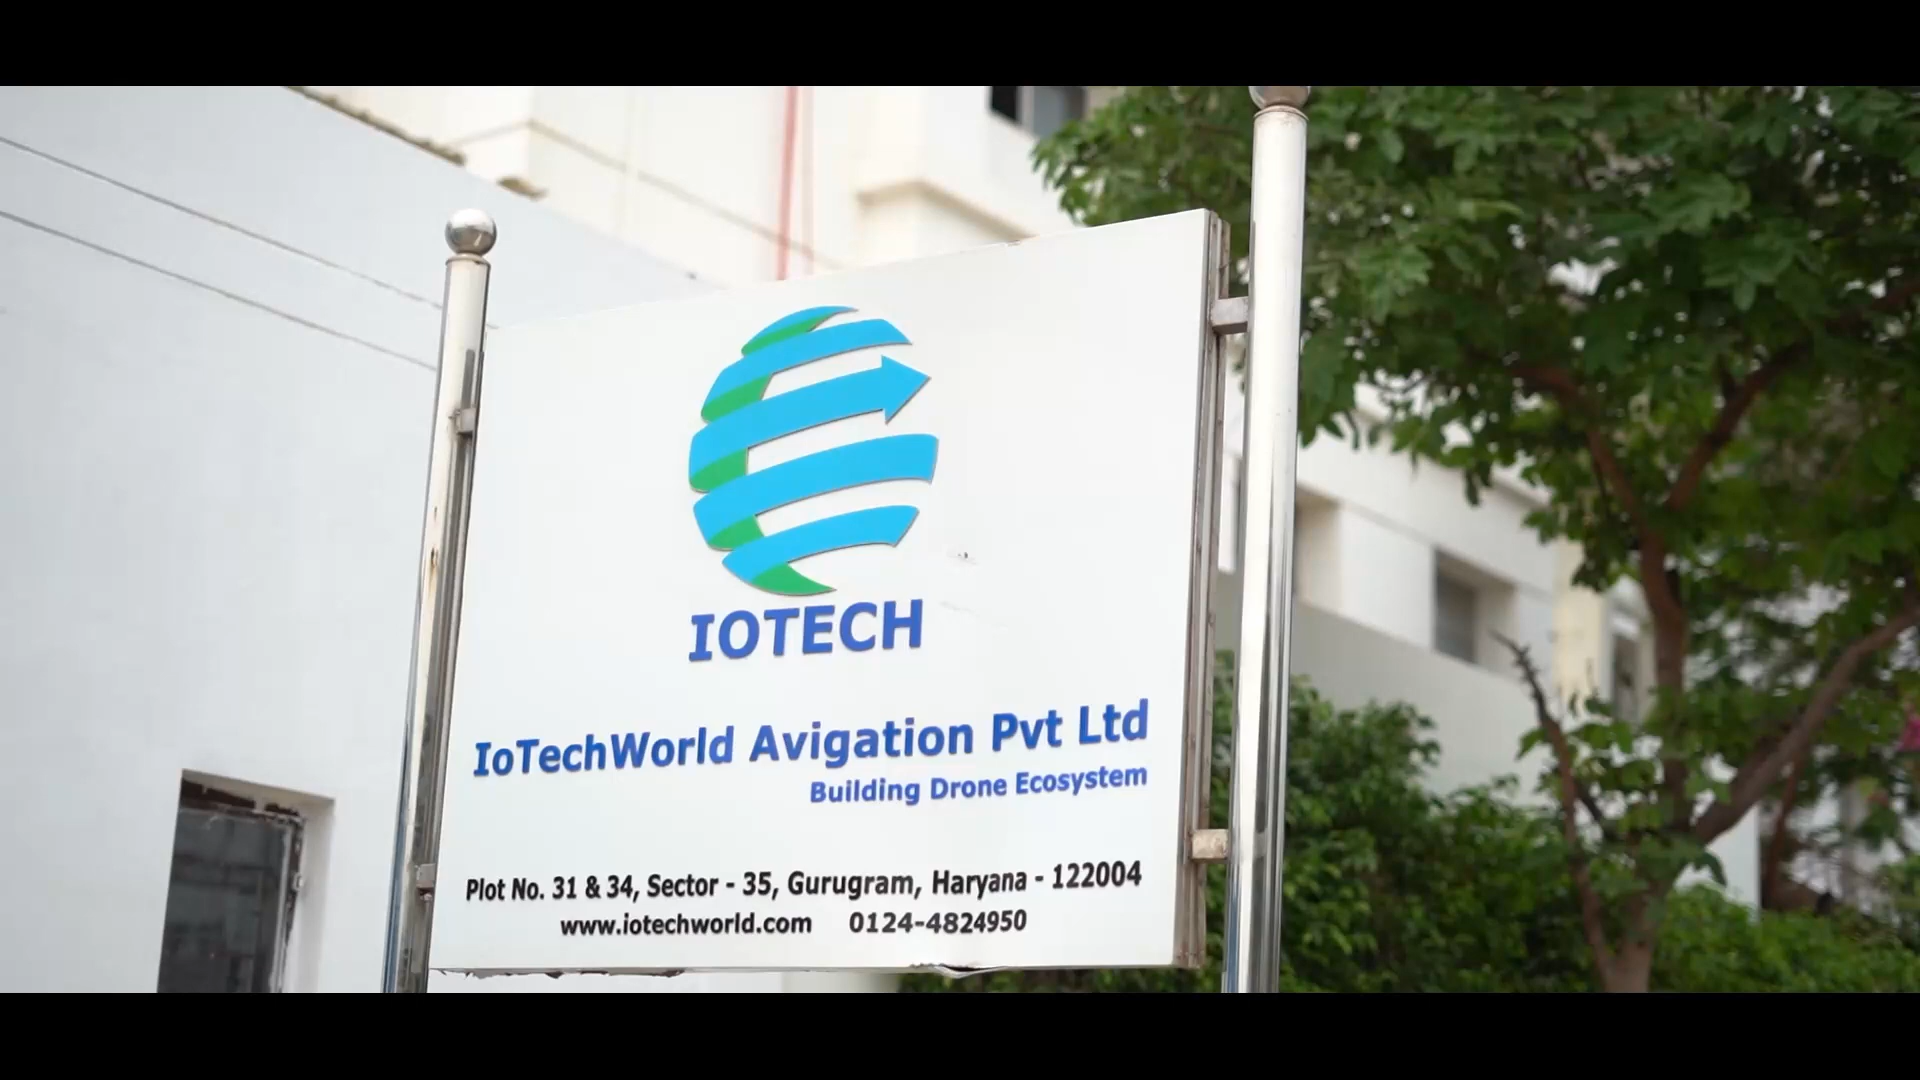 IOTECH
IoTechWorld Avigation Pvt Ltd
Building Drone Ecosystem
Plot No. 31 & 34, Sector - 35, Gurugram, Haryana - 122004
www.iotechworld.com 0124-4824950